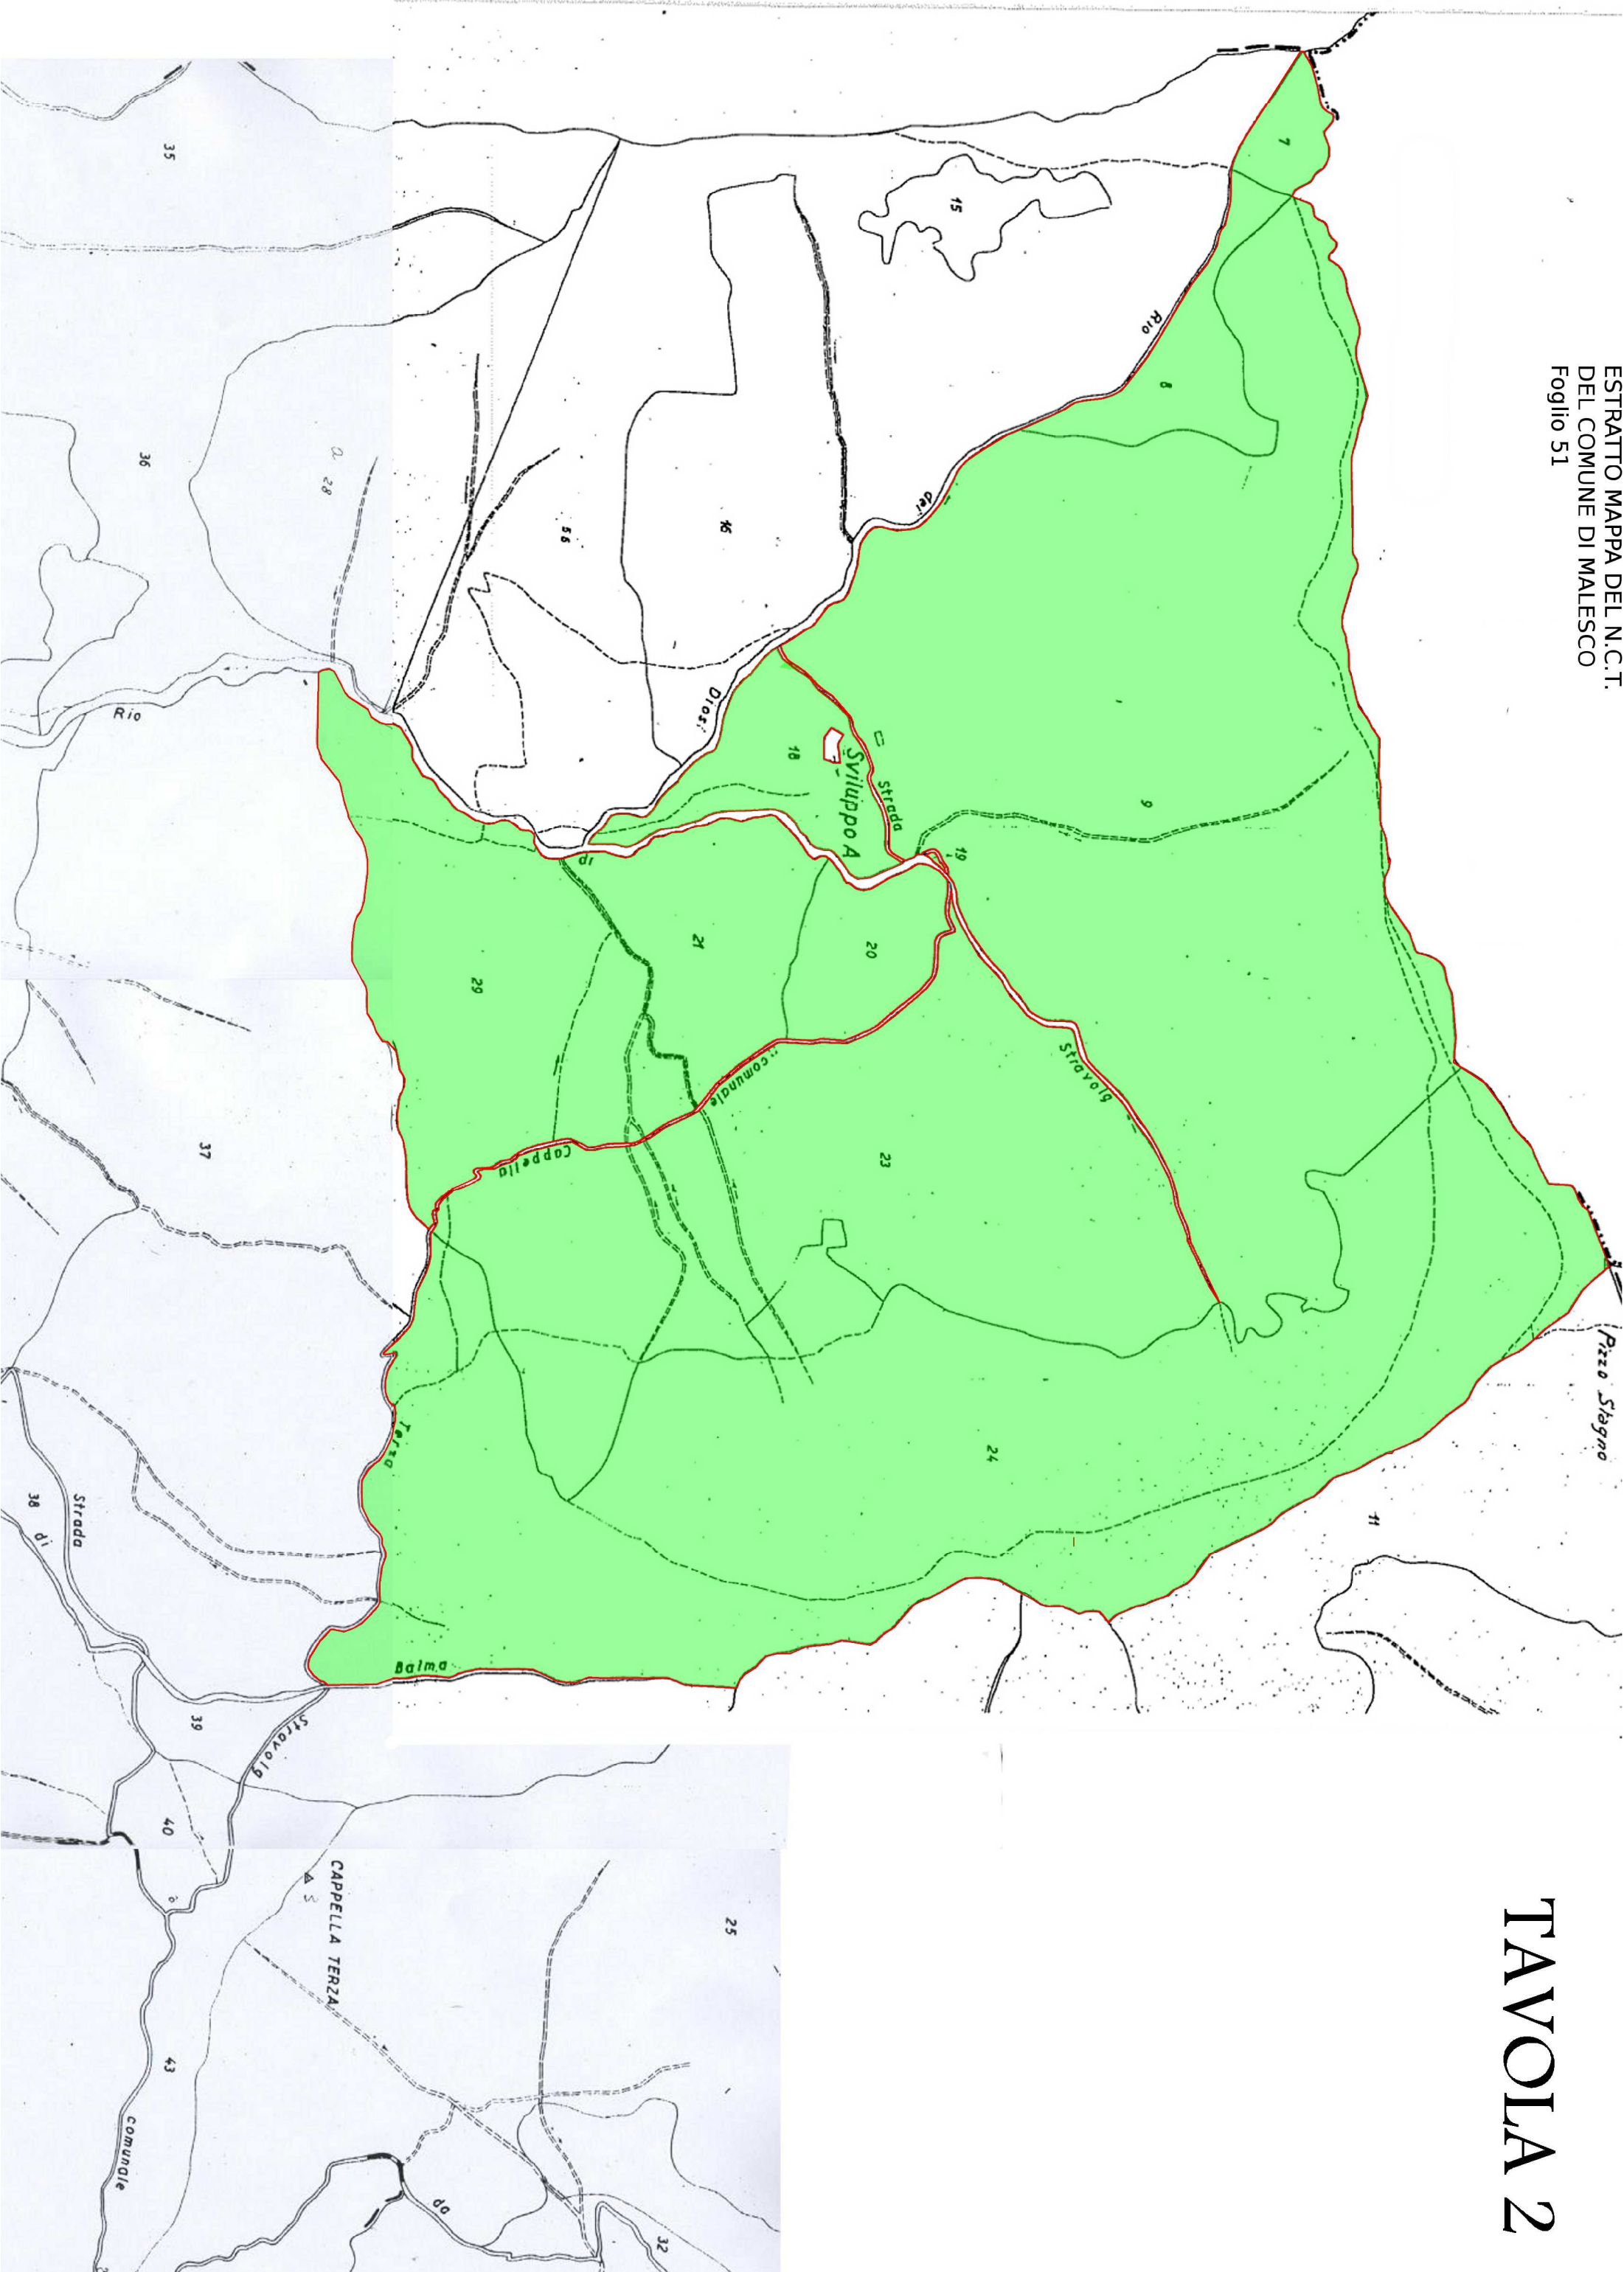 ESTRATTO MAPPA DEL N.C.T.
DEL COMUNE DI MALESCO
Foglio 51
TAVOLA 2
Pizzo Stagno
7
15
Rio
8
dei
16
55
35
36
a
28
Diosi
Rio
18
Sviluppo A
Strada
19
9
di
21
20
29
Stravolg
comunale
Cappella
23
37
24
11
Terza
Balma
Strada
38
di
39
Stravolg
40
CAPPELLA TERZA
25
43
comunale
da
32